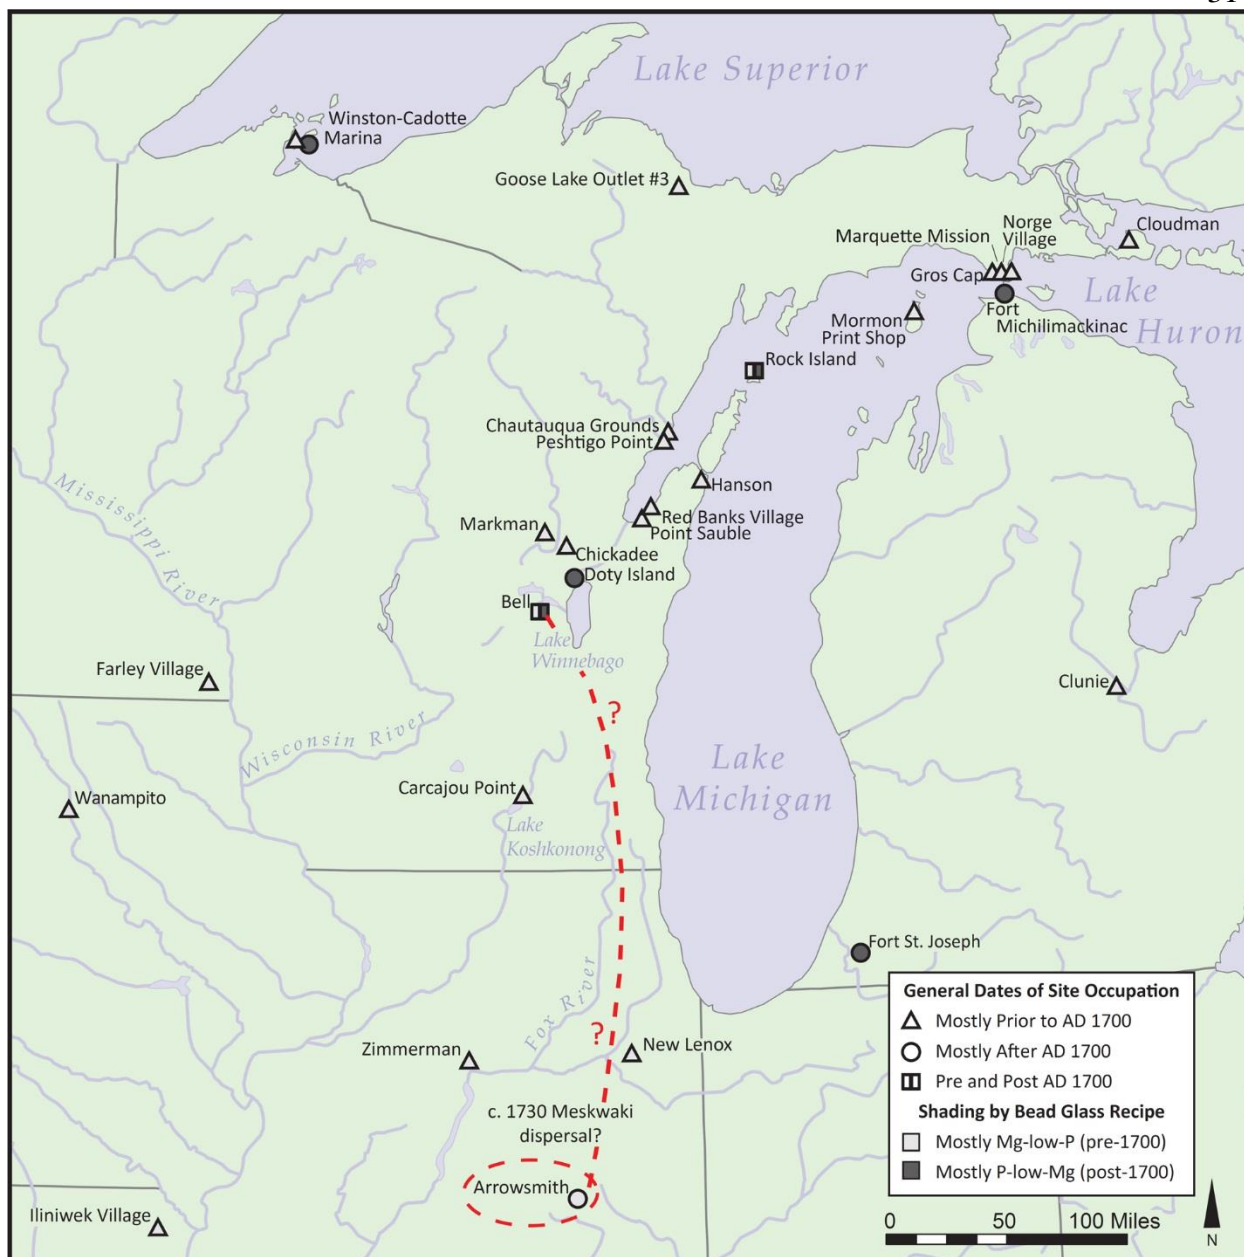 Lake Superior
Winston-Cadotte
Marina
Goose Lake Outlet #3
Norge
Village
Cloudman
Marquette Mission
Gros Cap
Lake
Huron
Fort
Michilimackinac
Mormon
Print Shop
Rock Island
Chautauqua Grounds
Peshtigo Point
Hanson
Mississippi River
Red Banks Village
Point Sauble
Markman
Chickadee
Doty Island
Bell
Lake
Winnebago
Farley Village
Clunie
?
Wisconsin River
Lake
Michigan
Carcajou Point
Wanampito
Lake
Koshkonong
Fort St. Joseph
Fox River
?
Zimmerman
New Lenox
c. 1730 Meskwaki
dispersal?
Arrowsmith
Iliniwek Village
General Dates of Site Occupation
Mostly Prior to AD 1700
Mostly After AD 1700
Pre and Post AD 1700
Shading by Bead Glass Recipe
Mostly Mg-low-P (pre-1700)
Mostly P-low-Mg (post-1700)
0 50 100 Miles
N